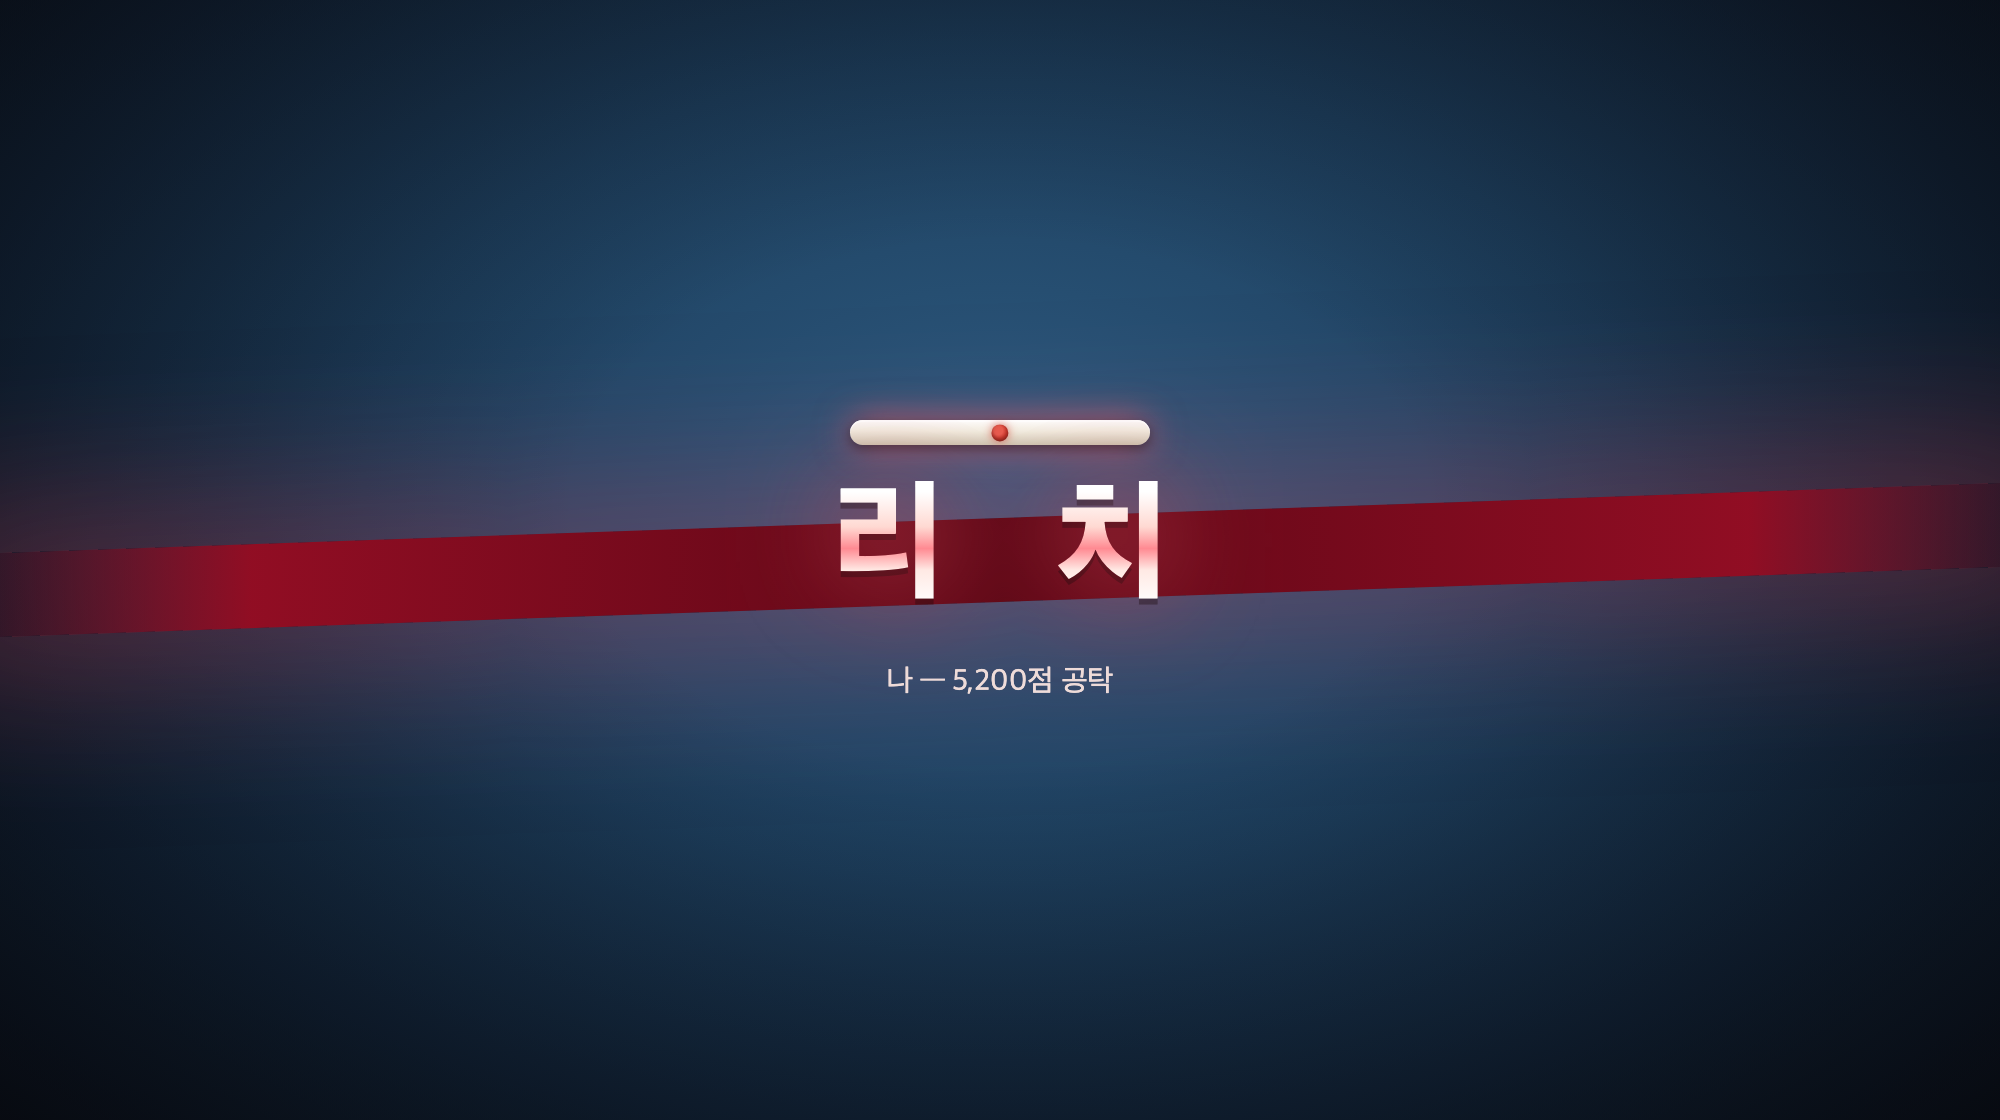 리 치
나 — 5,200점 공탁